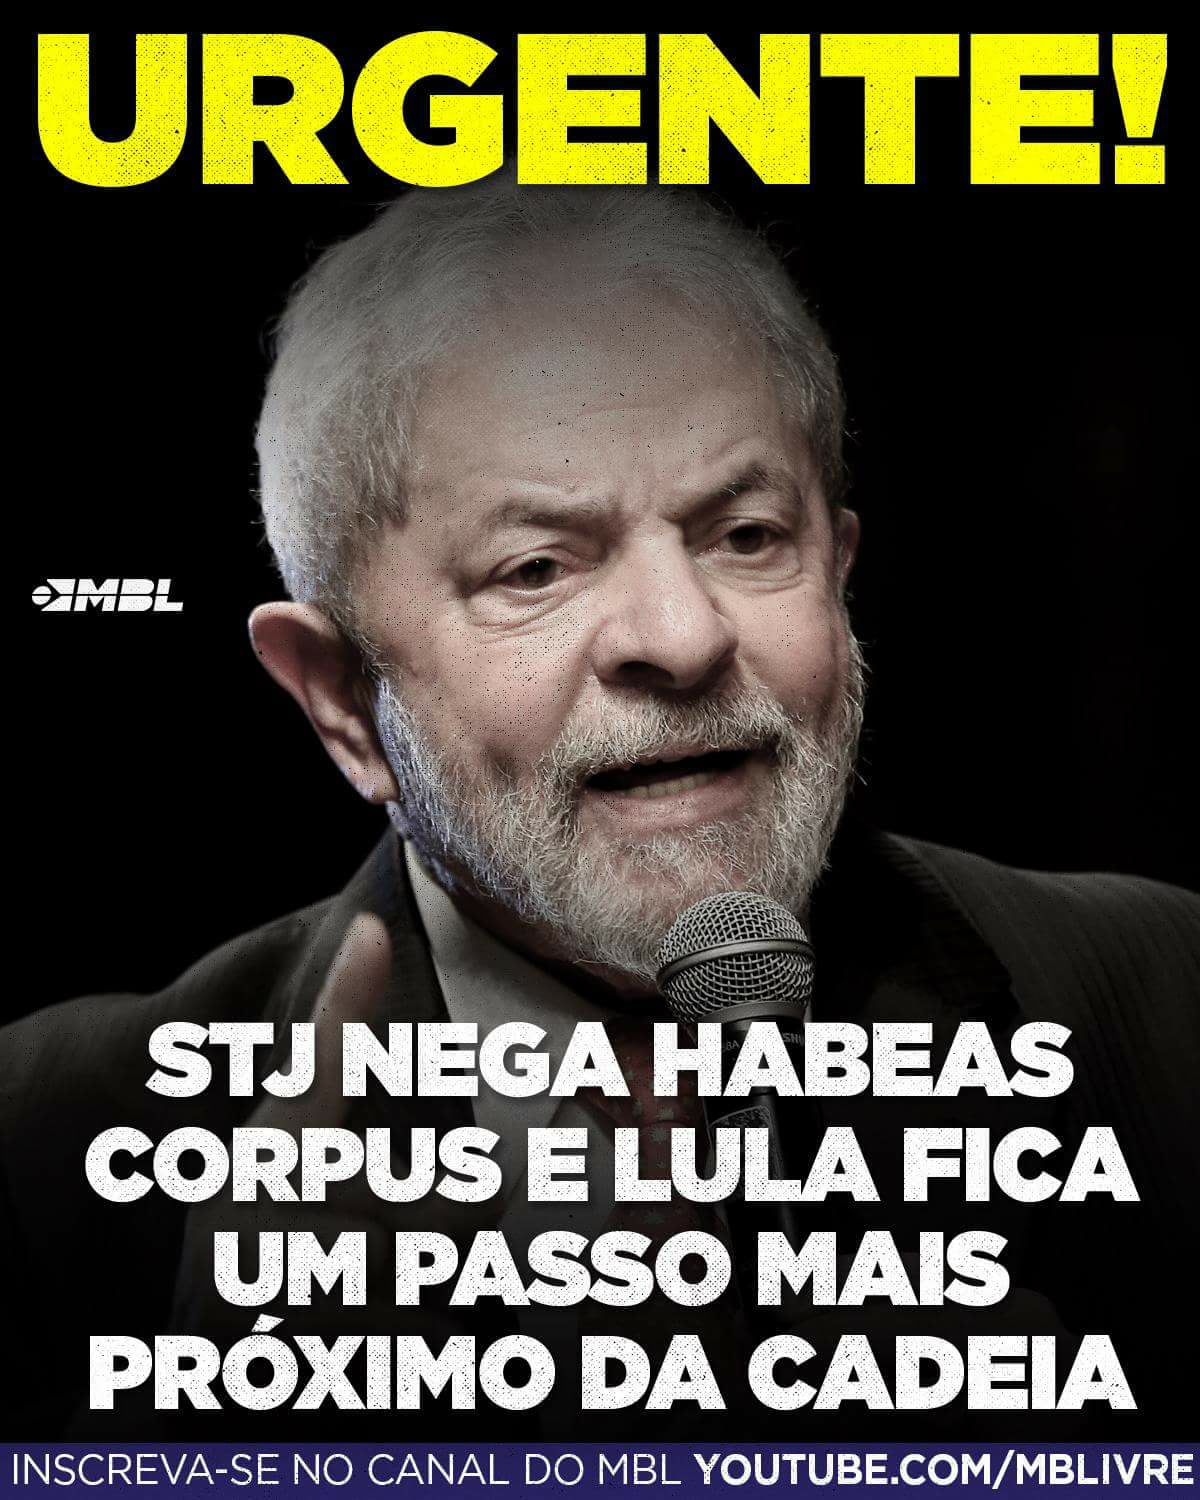 URGENTE!
MBL
STJ NEGA HABEAS
CORPUS E LULA FICA
UM PASSO MAIS
PRÓXIMO DA CADEIA
INSCREVA-SE NO CANAL DO MBL YOUTUBE.COM/MBLIVRE